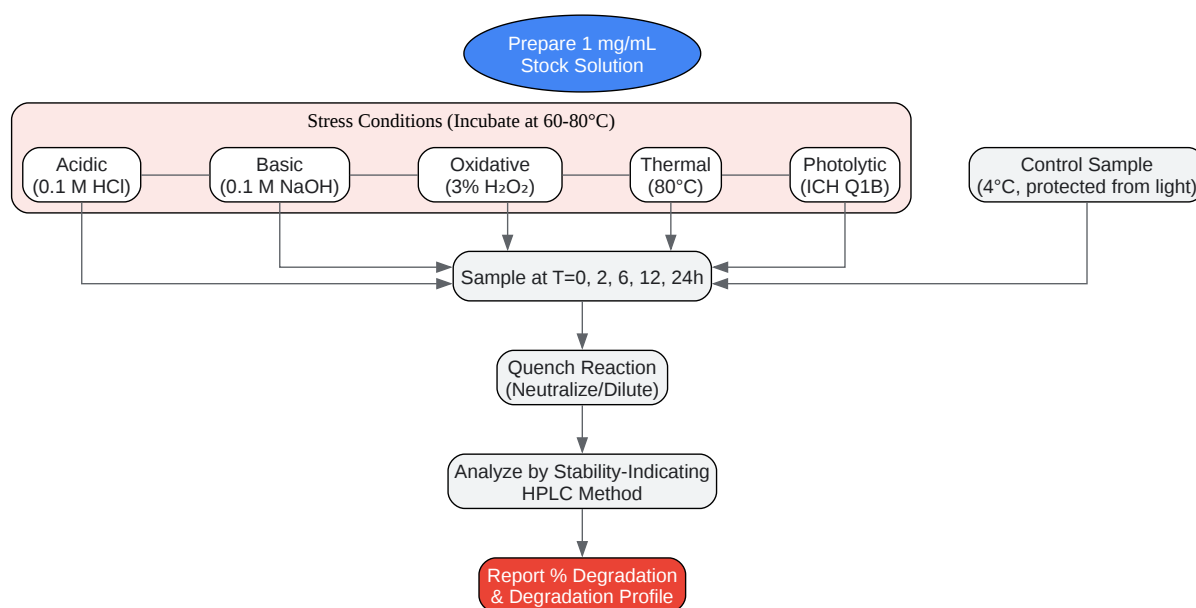 Prepare 1 mg/mL
Stock Solution
Stress Conditions (Incubate at 60-80°C)
Acidic
(0.1 M HCl)
Basic
(0.1 M NaOH)
Oxidative
(3% H₂O₂)
Thermal
(80°C)
Photolytic
(ICH Q1B)
Control Sample
(4°C, protected from light)
Sample at T=0, 2, 6, 12, 24h
Quench Reaction
(Neutralize/Dilute)
Analyze by Stability-Indicating
HPLC Method
Report % Degradation
& Degradation Profile